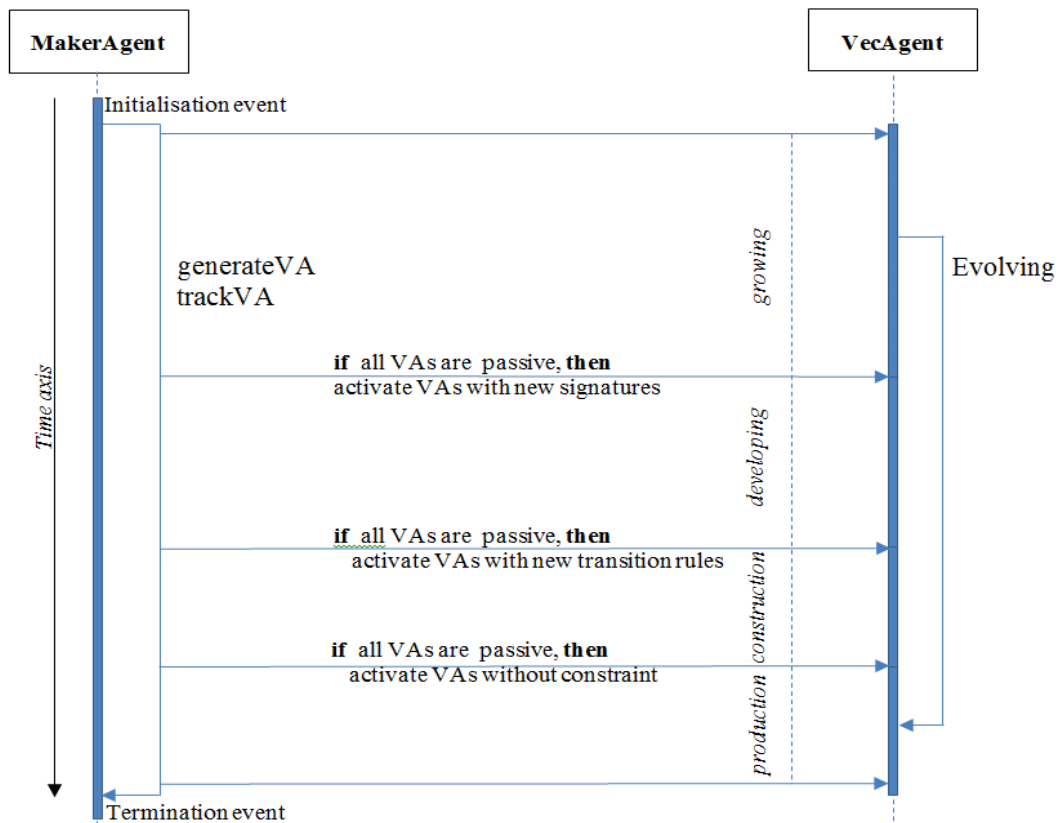 MakerAgent
VecAgent
Initialisation event
generateVA
trackVA
growing
Evolving
if all VAs are passive, then
activate VAs with new signatures
Time axis
developing
if all VAs are passive, then
activate VAs with new transition rules
construction
if all VAs are passive, then
activate VAs without constraint
production
Termination event